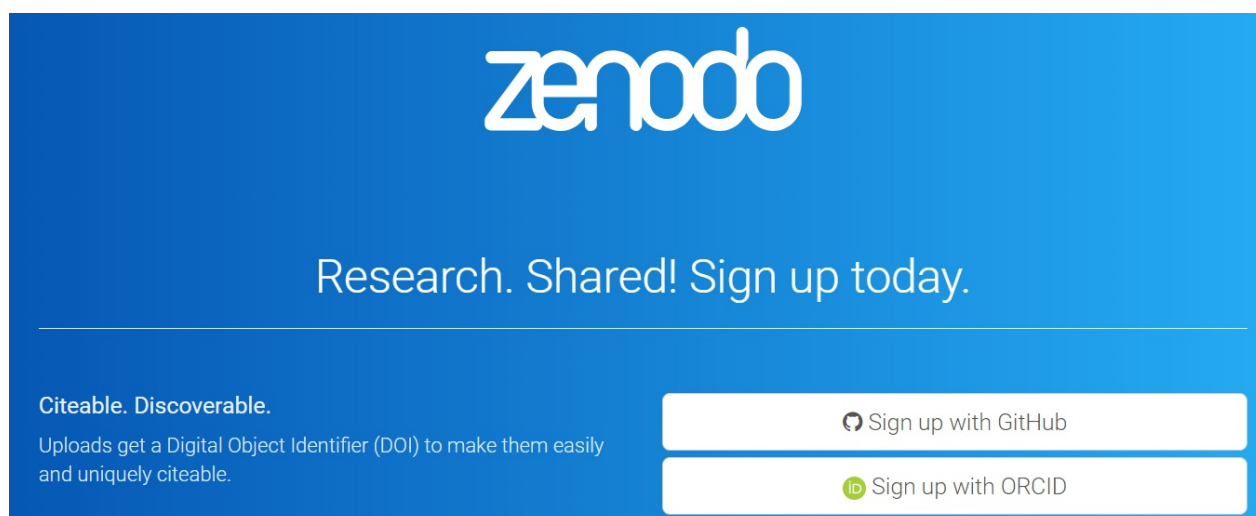 zenodo
Research. Shared! Sign up today.
Citeable. Discoverable.
Uploads get a Digital Object Identifier (DOI) to make them easily
and uniquely citeable.
Sign up with GitHub
iD Sign up with ORCID